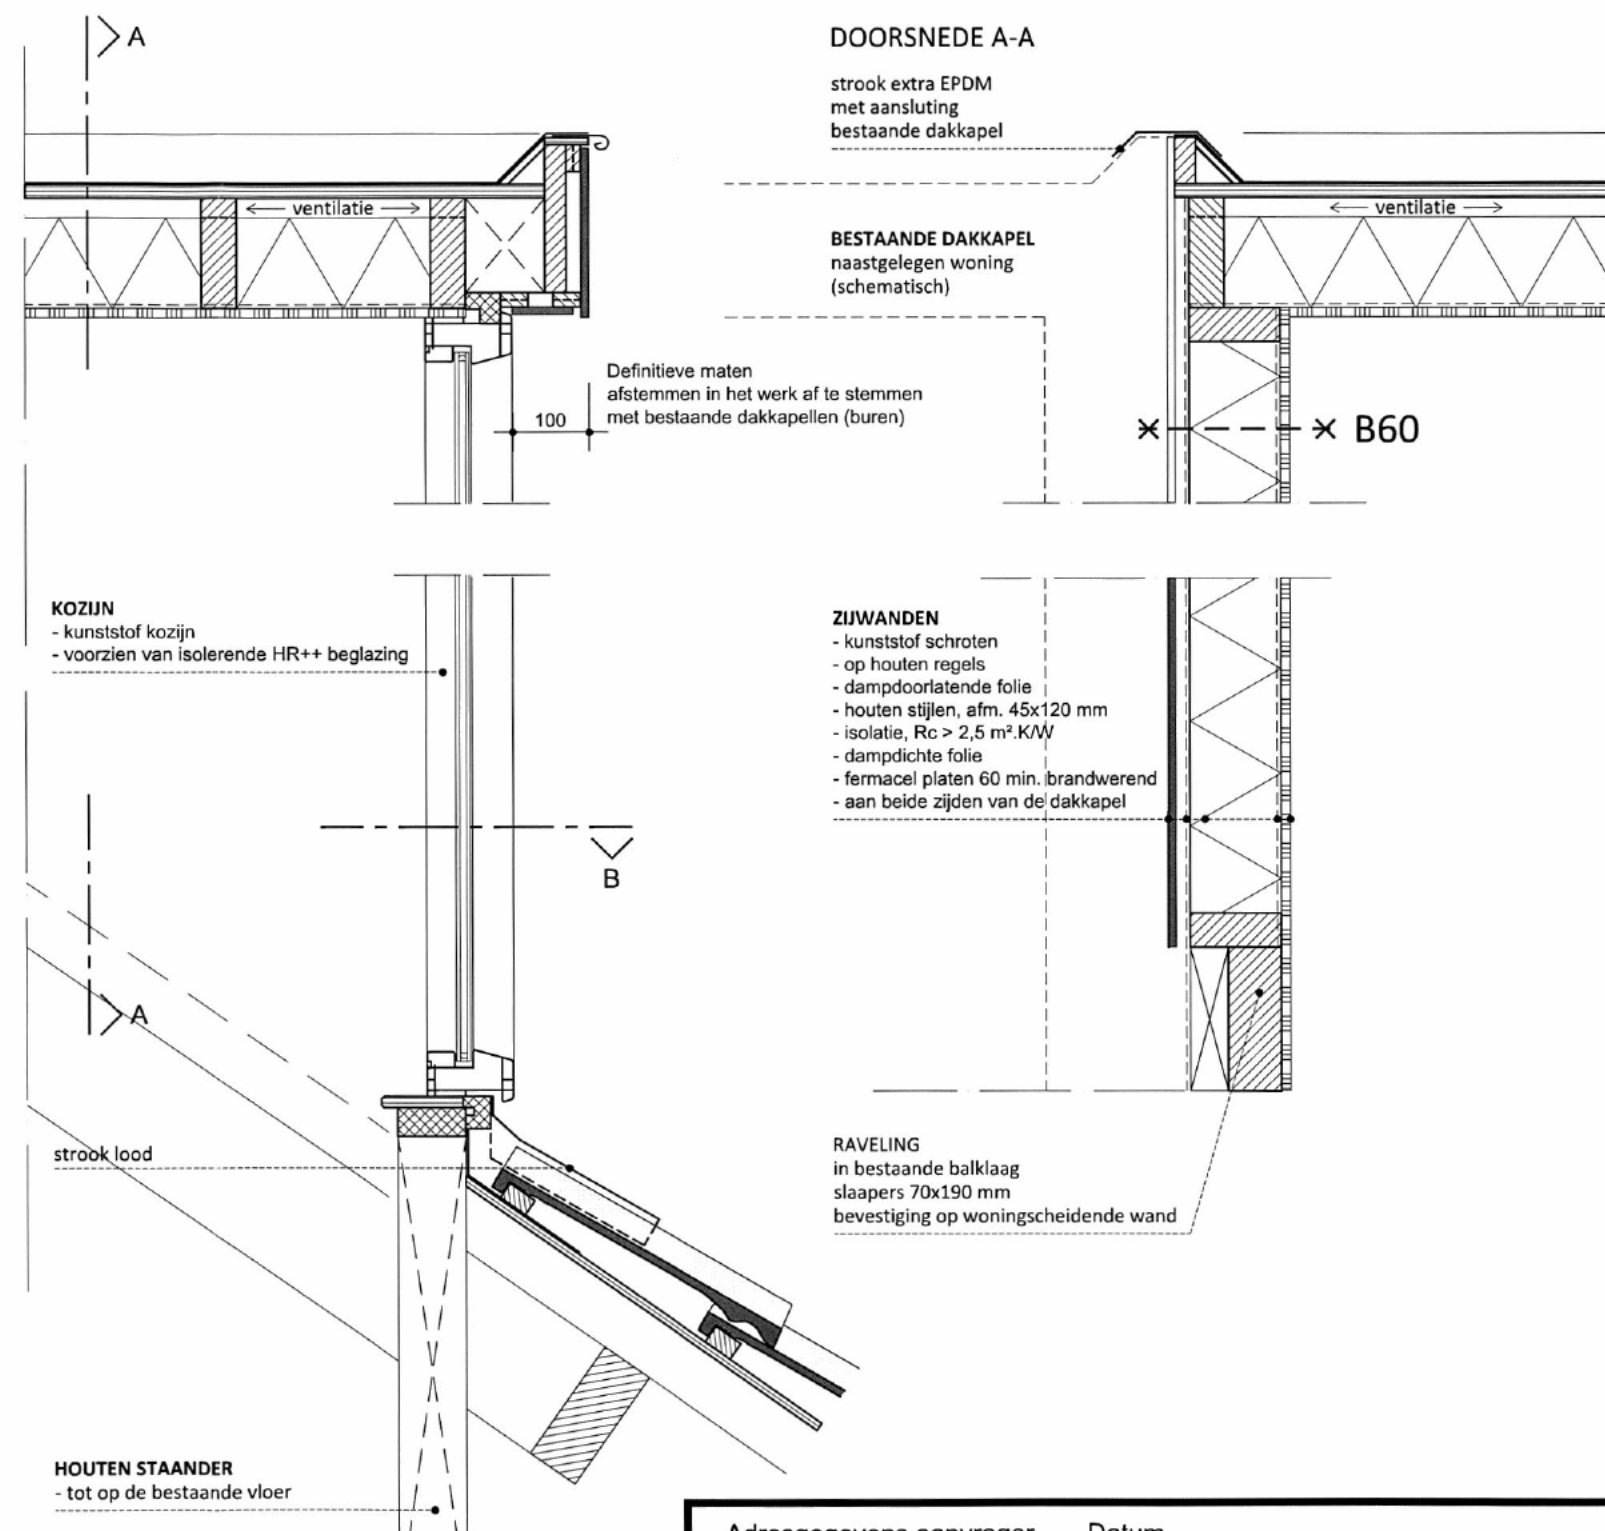 A
DOORSNEDE A-A
strook extra EPDM
met aansluting
bestaande dakkapel
← ventilatie →
← ventilatie →
BESTAANDE DAKKAPEL
naastgelegen woning
(schematisch)
Definitieve maten
afstemmen in het werk af te stemmen
met bestaande dakkapellen (buren)
100
B60
KOZIJN
- kunststof kozijn
- voorzien van isolerende HR++ beglazing
ZIJWANDEN
- kunststof schroten
- op houten regels
- dampdoorlatende folie
- houten stijlen, afm. 45x120 mm
- isolatie, Rc > 2,5 m².K/W
- dampdichte folie
- fermacel platen 60 min. brandwerend
- aan beide zijden van de dakkapel
B
A
strook lood
RAVELING
in bestaande balklaag
slaapers 70x190 mm
bevestiging op woningscheidende wand
HOUTEN STAANDER
- tot op de bestaande vloer
Adresgegevens aanvrager
Datum